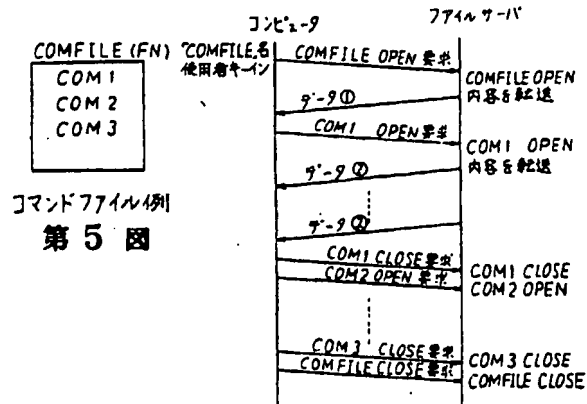 コンピュータ
ファイルサーバ
COMFILE (FN)
COM1
COM2
COM3
コマンドファイル例
第5図
"COMFILE名
使用者キーイン
COMFILE OPEN 要求
COMFILE OPEN
内容を転送
データ①
COM1 OPEN 要求
COM1 OPEN
内容を転送
データ②
データ②
COM1 CLOSE 要求
COM1 CLOSE
COM2 OPEN 要求
COM2 OPEN
COM3 CLOSE 要求
COM3 CLOSE
COMFILE CLOSE 要求
COMFILE CLOSE